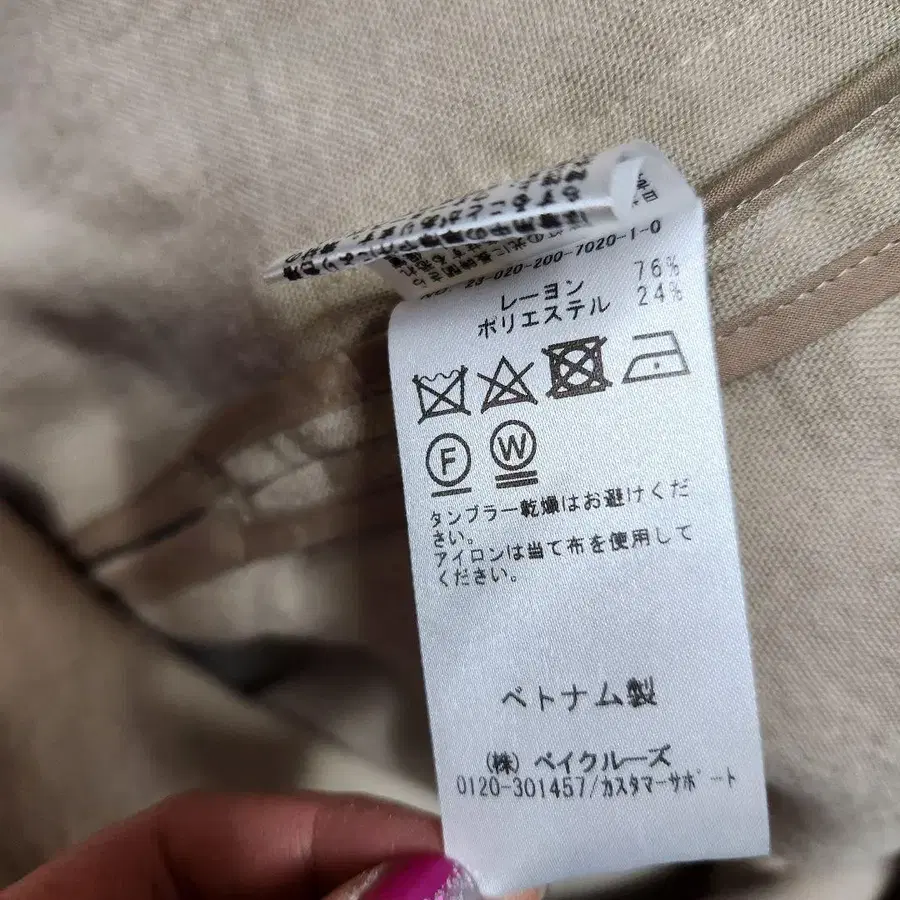 No. 23-020-200-7020-1-0
レーヨン 76%
ポリエステル 24%
F W
タンブラー乾燥はお避けくだ
さい。
アイロンは当て布を使用して
ください。
ベトナム製
(株) ベイクルーズ
0120-301457/カスタマーサポート